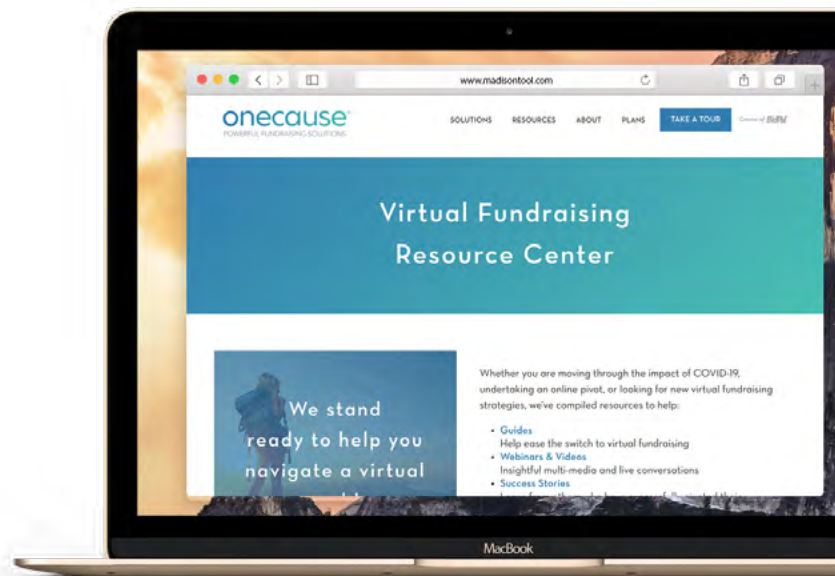 www.madisontool.com
onecause
POWERFUL FUNDRAISING SOLUTIONS
SOLUTIONS RESOURCES ABOUT PLANS TAKE A TOUR
Virtual Fundraising
Resource Center
We stand
ready to help you
navigate a virtual
Whether you are moving through the impact of COVID-19,
undertaking an online pivot, or looking for new virtual fundraising
strategies, we've compiled resources to help:
• Guides
Help ease the switch to virtual fundraising
• Webinars & Videos
Insightful multi-media and live conversations
• Success Stories
MacBook